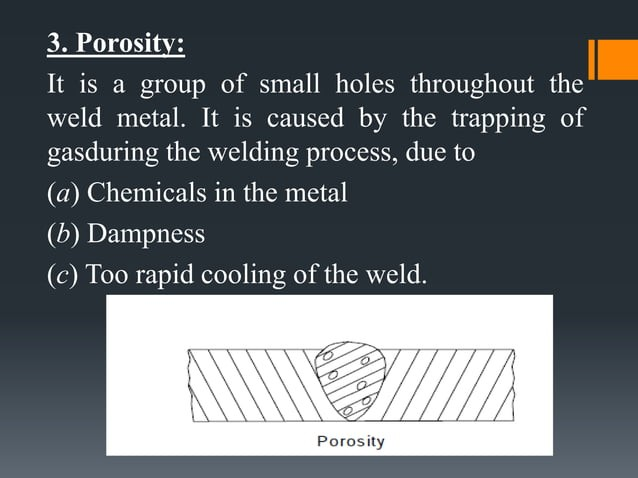 3. Porosity:
It is a group of small holes throughout the
weld metal. It is caused by the trapping of
gasduring the welding process, due to
(a) Chemicals in the metal
(b) Dampness
(c) Too rapid cooling of the weld.
Porosity